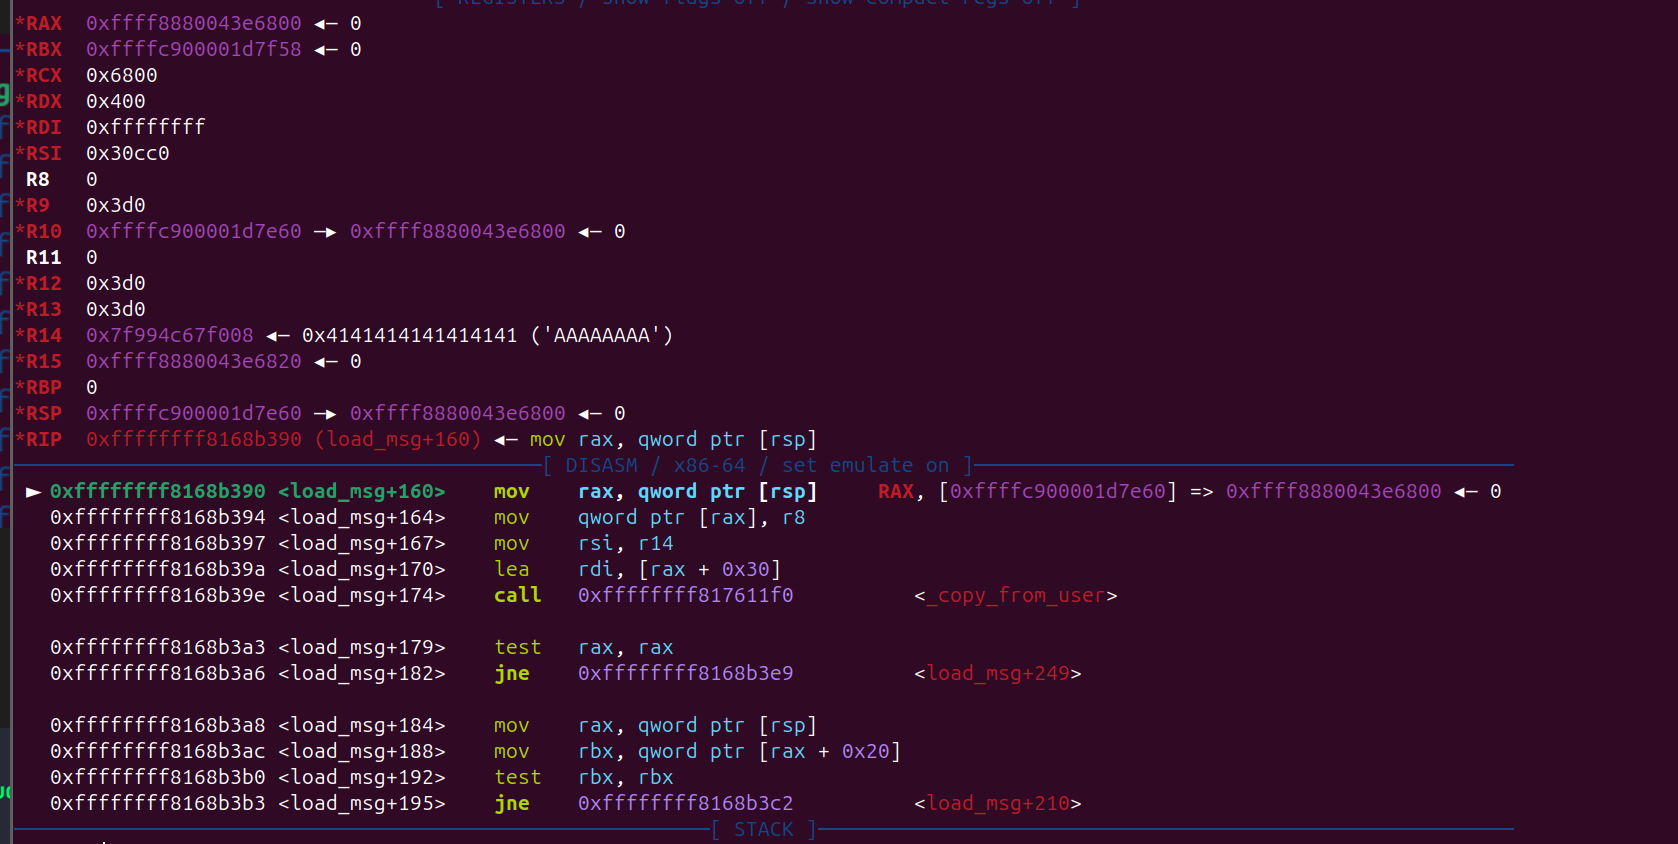 [ REGISTERS / show-flags off / show-compact-regs off ]
*RAX  0xffff8880043e6800 ◂— 0
*RBX  0xffffc900001d7f58 ◂— 0
*RCX  0x6800
*RDX  0x400
*RDI  0xffffffff
*RSI  0x30cc0
 R8   0
*R9   0x3d0
*R10  0xffffc900001d7e60 —▸ 0xffff8880043e6800 ◂— 0
 R11  0
*R12  0x3d0
*R13  0x3d0
*R14  0x7f994c67f008 ◂— 0x4141414141414141 ('AAAAAAAA')
*R15  0xffff8880043e6820 ◂— 0
*RBP  0
*RSP  0xffffc900001d7e60 —▸ 0xffff8880043e6800 ◂— 0
*RIP  0xffffffff8168b390 (load_msg+160) ◂— mov rax, qword ptr [rsp]
[ DISASM / x86-64 / set emulate on ]
► 0xffffffff8168b390 <load_msg+160>    mov    rax, qword ptr [rsp]     RAX, [0xffffc900001d7e60] => 0xffff8880043e6800 ◂— 0
0xffffffff8168b394 <load_msg+164>    mov    qword ptr [rax], r8
0xffffffff8168b397 <load_msg+167>    mov    rsi, r14
0xffffffff8168b39a <load_msg+170>    lea    rdi, [rax + 0x30]
0xffffffff8168b39e <load_msg+174>    call   0xffffffff817611f0          <_copy_from_user>
0xffffffff8168b3a3 <load_msg+179>    test   rax, rax
0xffffffff8168b3a6 <load_msg+182>    jne    0xffffffff8168b3e9          <load_msg+249>
0xffffffff8168b3a8 <load_msg+184>    mov    rax, qword ptr [rsp]
0xffffffff8168b3ac <load_msg+188>    mov    rbx, qword ptr [rax + 0x20]
0xffffffff8168b3b0 <load_msg+192>    test   rbx, rbx
0xffffffff8168b3b3 <load_msg+195>    jne    0xffffffff8168b3c2          <load_msg+210>
[ STACK ]